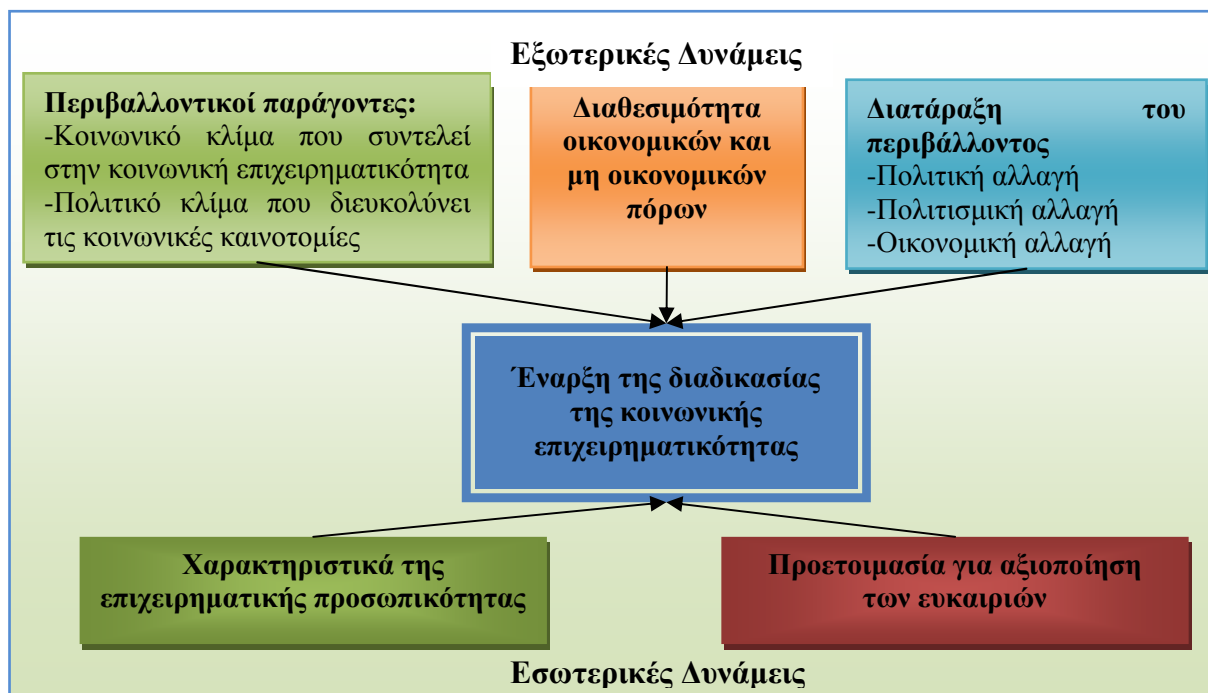 Εξωτερικές Δυνάμεις
Περιβαλλοντικοί παράγοντες:
-Κοινωνικό κλίμα που συντελεί
στην κοινωνική επιχειρηματικότητα
-Πολιτικό κλίμα που διευκολύνει
τις κοινωνικές καινοτομίες
Διαθεσιμότητα
οικονομικών και
μη οικονομικών
πόρων
Διατάραξη του
περιβάλλοντος
-Πολιτική αλλαγή
-Πολιτισμική αλλαγή
-Οικονομική αλλαγή
Έναρξη της διαδικασίας
της κοινωνικής
επιχειρηματικότητας
Χαρακτηριστικά της
επιχειρηματικής προσωπικότητας
Προετοιμασία για αξιοποίηση
των ευκαιριών
Εσωτερικές Δυνάμεις